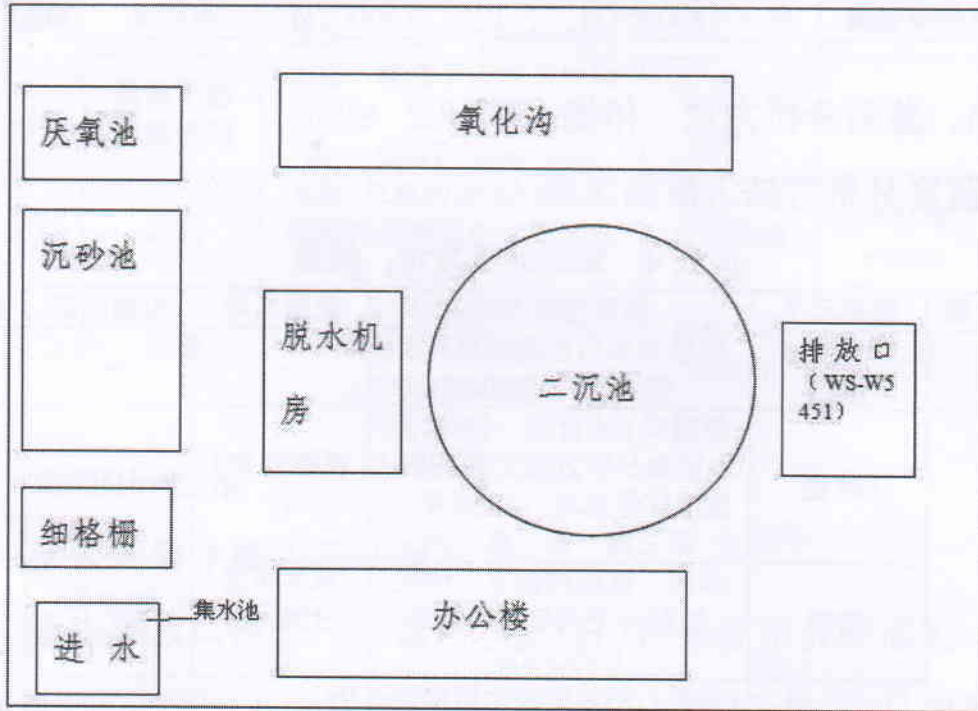 厌氧池
氧化沟
沉砂池
脱水机
房
二沉池
排放口
（WS-W5
451）
细格栅
集水池
进水
办公楼